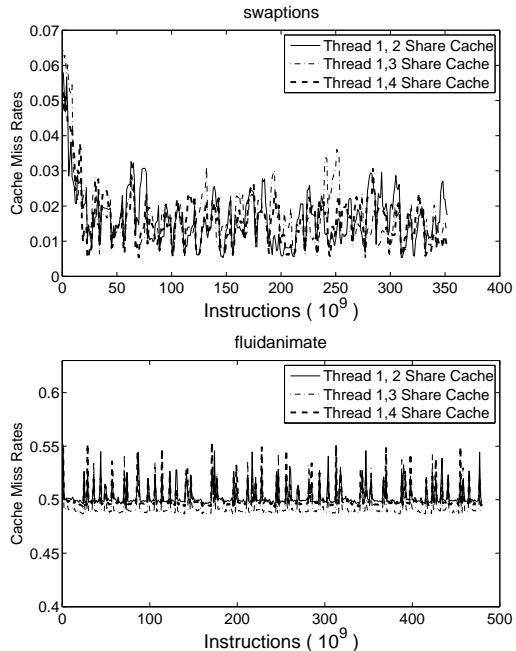 swaptions
0.07
0.06
0.05
0.04
0.03
0.02
0.01
0
Cache Miss Rates
Thread 1, 2 Share Cache
Thread 1,3 Share Cache
Thread 1,4 Share Cache
0 50 100 150 200 250 300 350 400
Instructions ( 10^9 )
fluidanimate
0.6
0.55
0.5
0.45
0.4
Cache Miss Rates
Thread 1, 2 Share Cache
Thread 1,3 Share Cache
Thread 1,4 Share Cache
0 100 200 300 400 500
Instructions ( 10^9 )